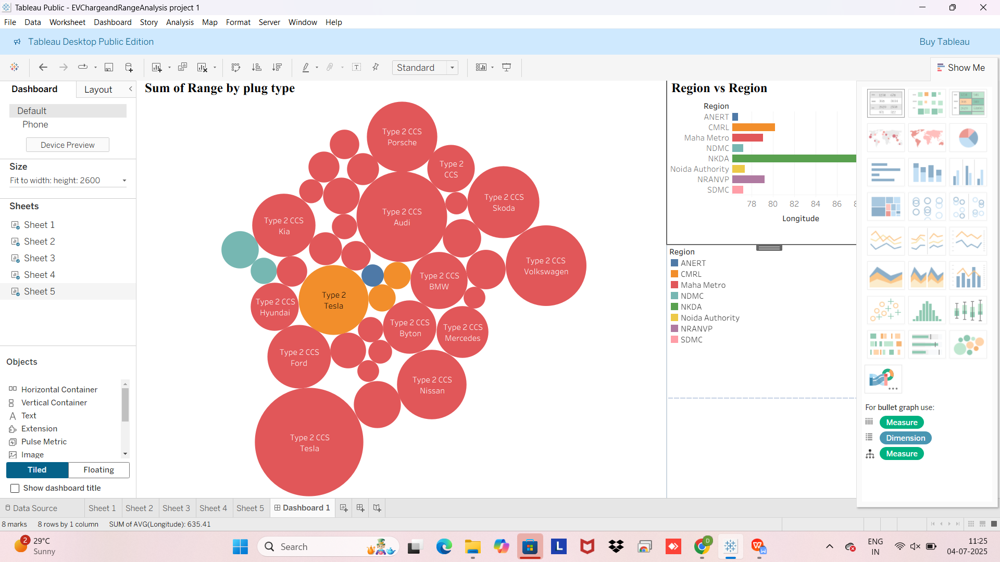 Tableau Public - EVChargeandRangeAnalysis project 1
File Data Worksheet Dashboard Story Analysis Map Format Server Window Help
Tableau Desktop Public Edition
Buy Tableau
Standard
Show Me
Dashboard
Layout
Default
Phone
Device Preview
Size
Fit to width: height: 2600
Sheets
Sheet 1
Sheet 2
Sheet 3
Sheet 4
Sheet 5
Objects
Horizontal Container
Vertical Container
Text
Extension
Pulse Metric
Image
Tiled
Floating
Show dashboard title
Sum of Range by plug type
Type 2 CCS
Porsche
Type 2
CCS
Type 2 CCS
Skoda
Type 2 CCS
Audi
Type 2 CCS
Kia
Type 2 CCS
Volkswagen
Type 2 CCS
BMW
Type 2
Tesla
Type 2 CCS
Hyundai
Type 2 CCS
Byton
Type 2 CCS
Mercedes
Type 2 CCS
Ford
Type 2 CCS
Nissan
Type 2 CCS
Tesla
Region vs Region
Region
ANERT
CMRL
Maha Metro
NDMC
NKDA
Noida Authority
NRANVP
SDMC
78 80 82 84 86
Longitude
Region
ANERT
CMRL
Maha Metro
NDMC
NKDA
Noida Authority
NRANVP
SDMC
For bullet graph use:
Measure
Dimension
Measure
Data Source Sheet 1 Sheet 2 Sheet 3 Sheet 4 Sheet 5 Dashboard 1
8 marks 8 rows by 1 column SUM of AVG(Longitude): 635.41
2
29°C
Sunny
Search
L
D
ENG
IN
11:25
04-07-2025